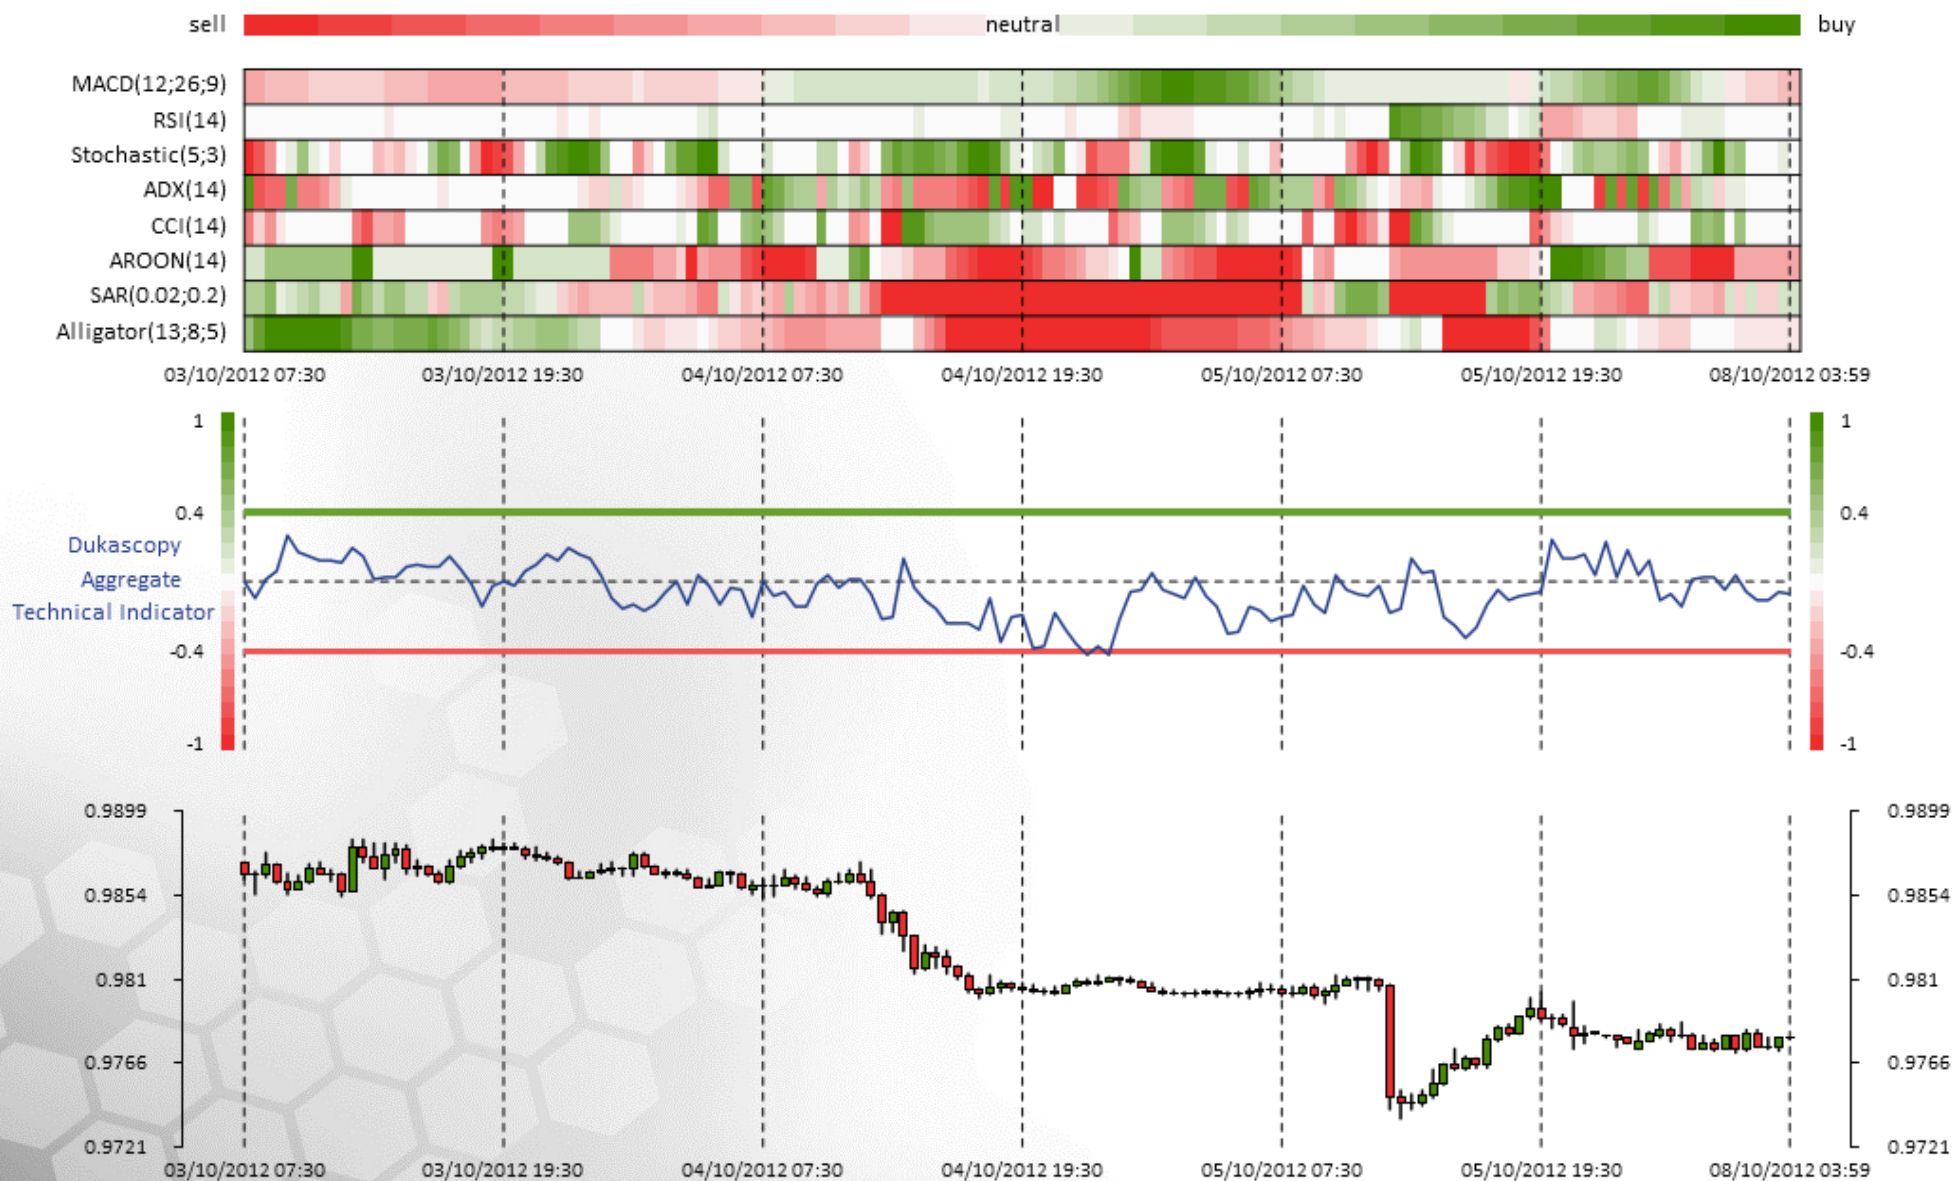 sell neutral buy
MACD(12;26;9)
RSI(14)
Stochastic(5;3)
ADX(14)
CCI(14)
AROON(14)
SAR(0.02;0.2)
Alligator(13;8;5)
03/10/2012 07:30 03/10/2012 19:30 04/10/2012 07:30 04/10/2012 19:30 05/10/2012 07:30 05/10/2012 19:30 08/10/2012 03:59
1 1
0.4 0.4
Dukascopy
Aggregate
Technical Indicator
-0.4 -0.4
-1 -1
0.9899 0.9899
0.9854 0.9854
0.981 0.981
0.9766 0.9766
0.9721 0.9721
03/10/2012 07:30 03/10/2012 19:30 04/10/2012 07:30 04/10/2012 19:30 05/10/2012 07:30 05/10/2012 19:30 08/10/2012 03:59